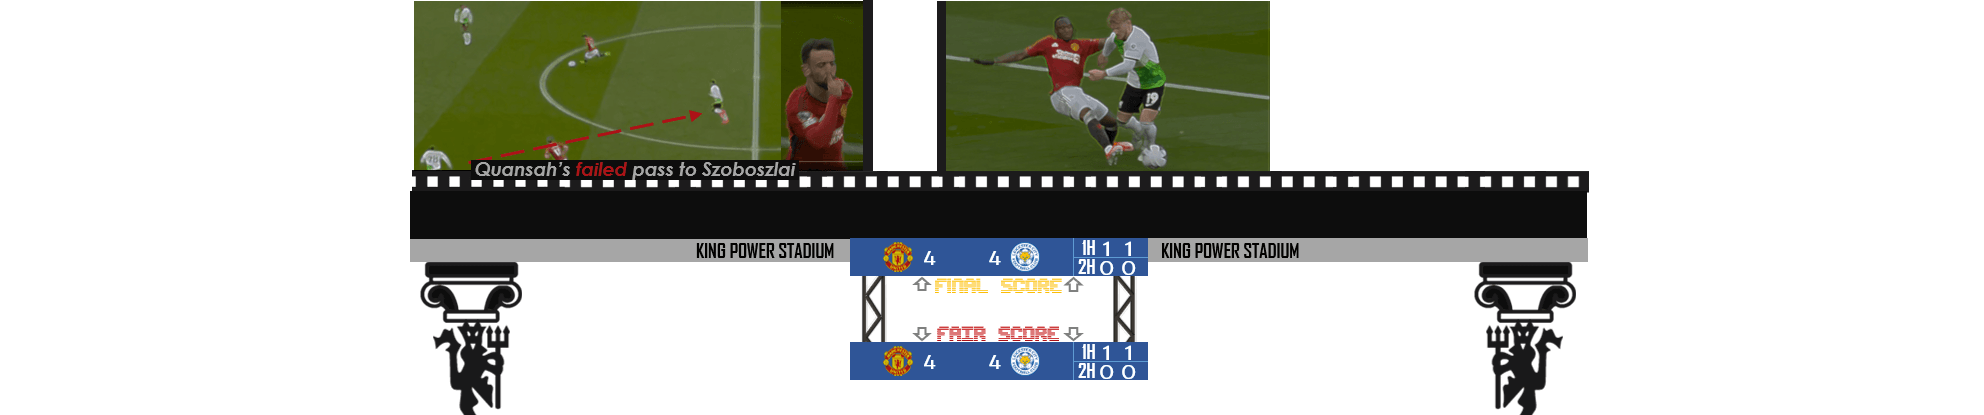 19
Quansah's failed pass to Szoboszlai
KING POWER STADIUM
4 4 1H 1 1
2H 0 0
KING POWER STADIUM
FINAL SCORE
FAIR SCORE
4 4 1H 1 1
2H 0 0